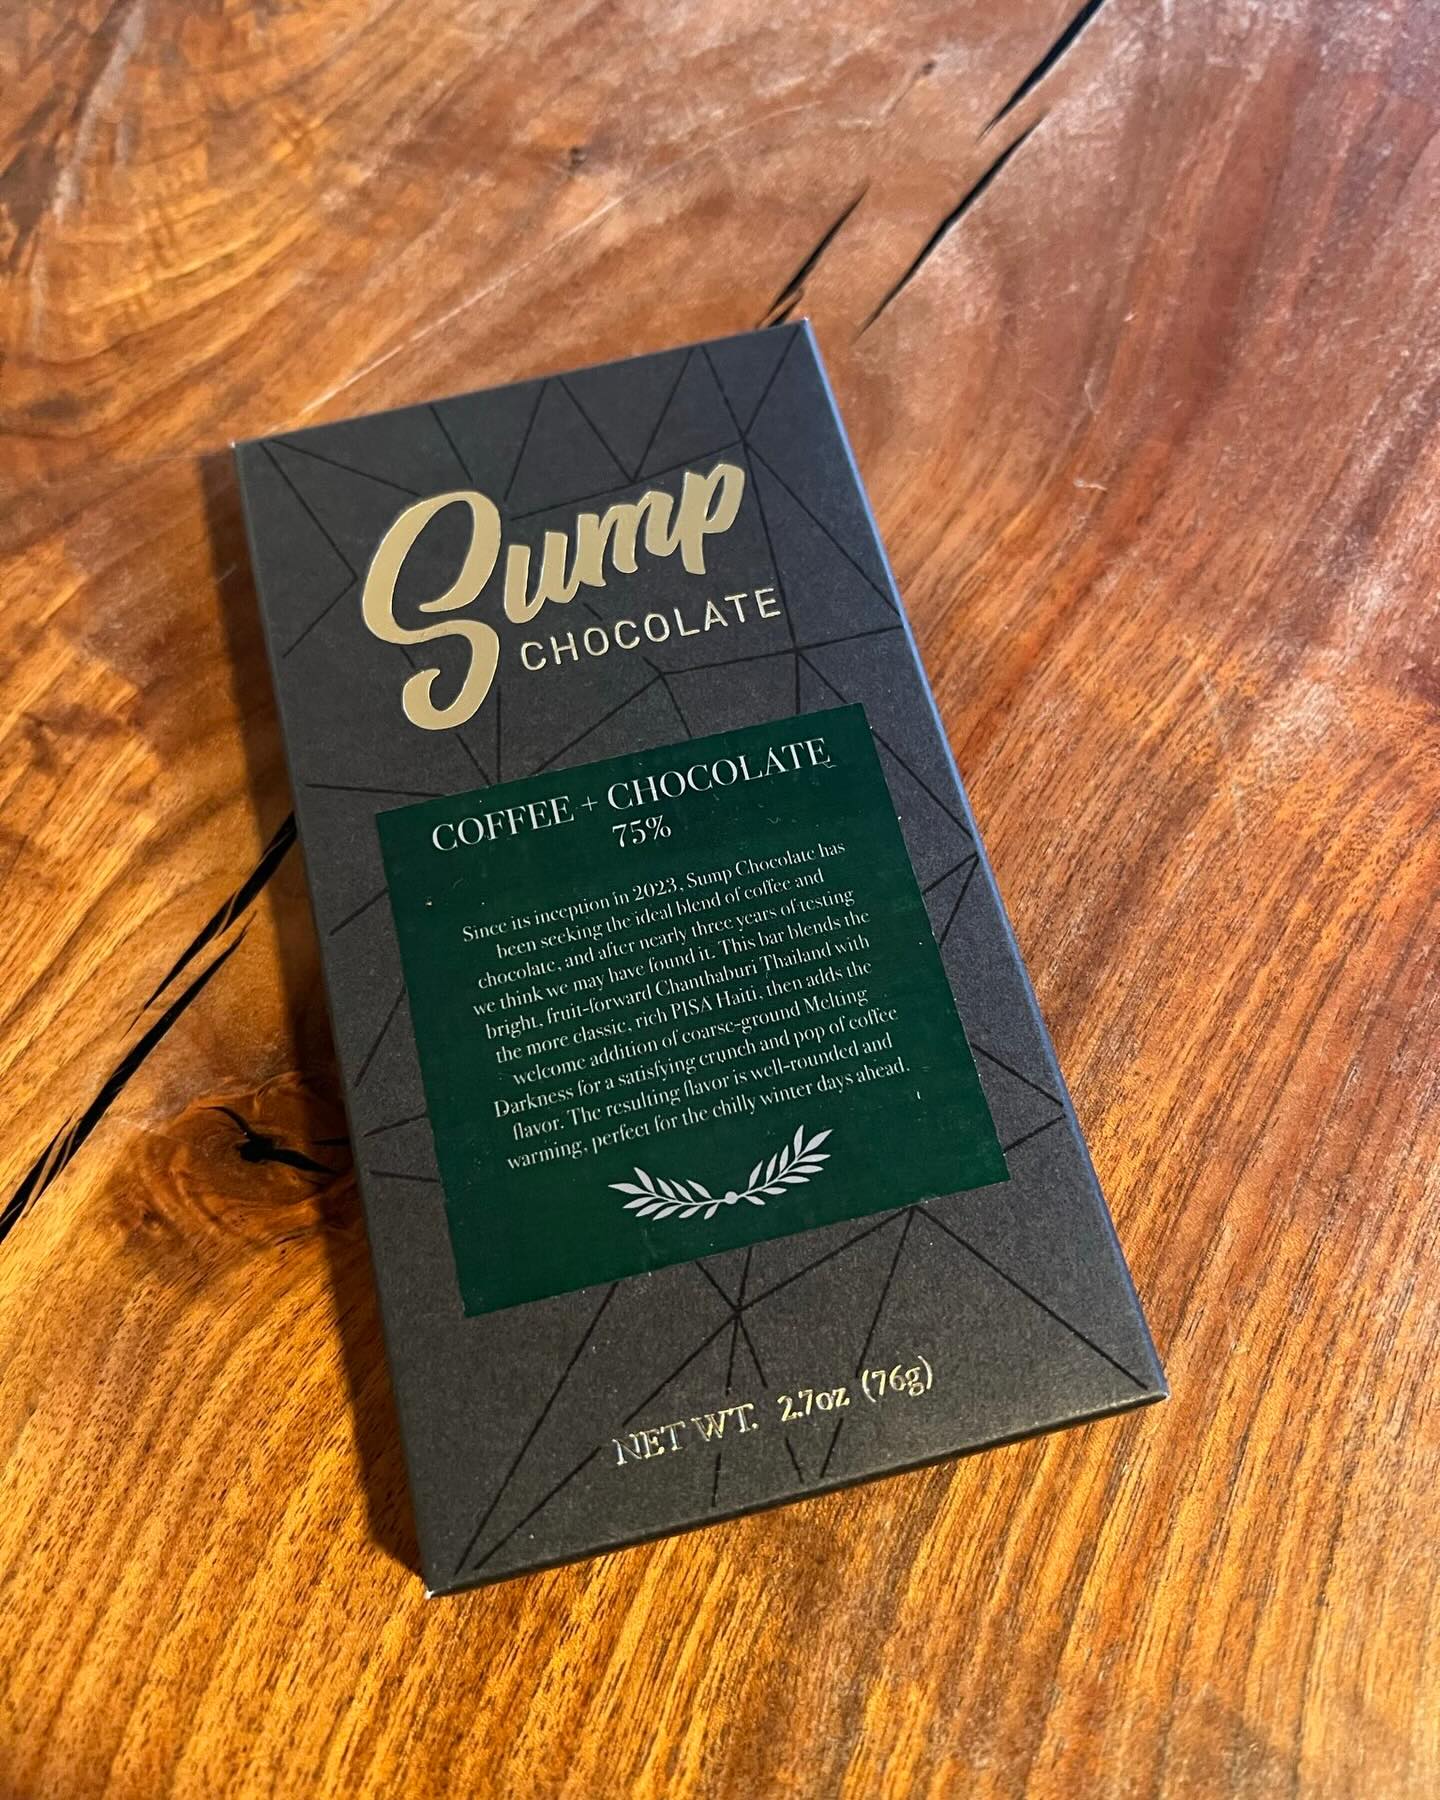 Sump
CHOCOLATE
COFFEE + CHOCOLATE
75%
Since its inception in 2023, Sump Chocolate has
been seeking the ideal blend of coffee and
chocolate, and after nearly three years of testing
we think we may have found it. This bar blends the
bright, fruit-forward Chanthaburi Thailand with
the more classic, rich PISA Haiti, then adds the
welcome addition of coarse-ground Melting
Darkness for a satisfying crunch and pop of coffee
flavor. The resulting flavor is well-rounded and
warming, perfect for the chilly winter days ahead.
NET WT. 2.7oz (76g)